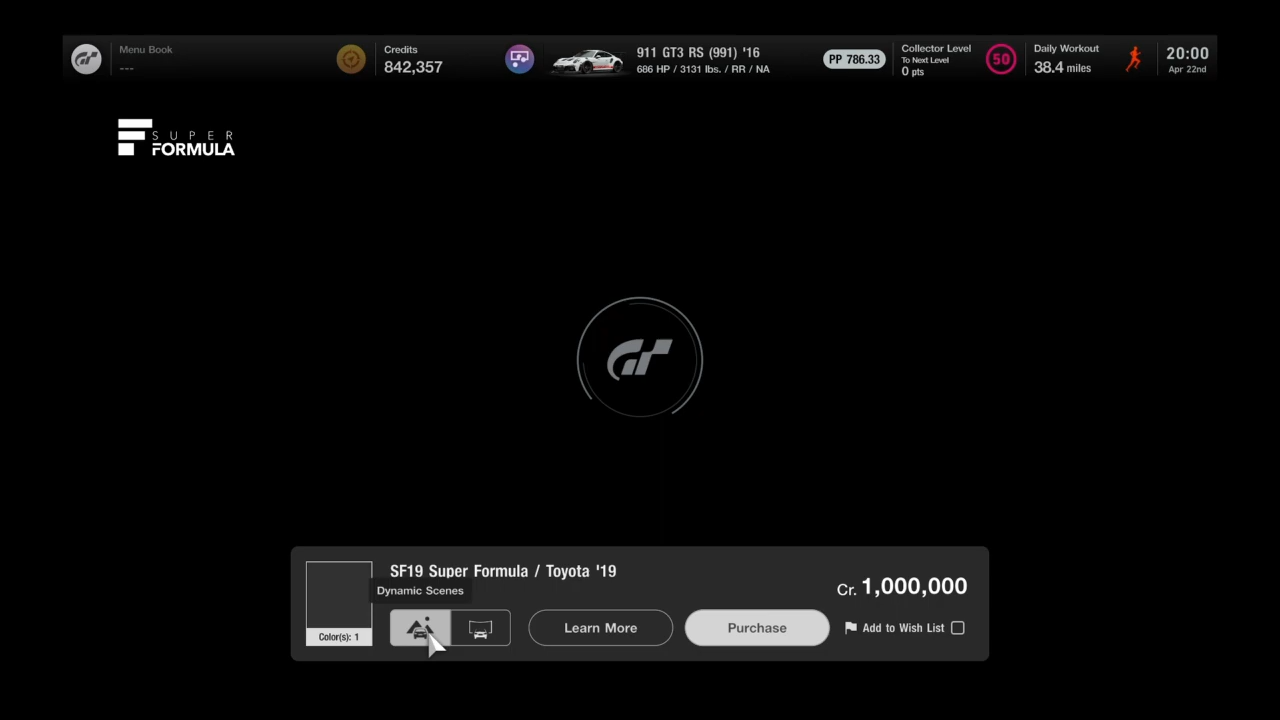 Menu Book
---
Credits
842,357
911 GT3 RS (991) '16
686 HP / 3131 lbs. / RR / NA
PP 786.33
Collector Level
To Next Level
0 pts
50
Daily Workout
38.4 miles
20:00
Apr 22nd
SUPER
FORMULA
GT
SF19 Super Formula / Toyota '19
Dynamic Scenes
Cr. 1,000,000
Color(s): 1
Learn More
Purchase
Add to Wish List